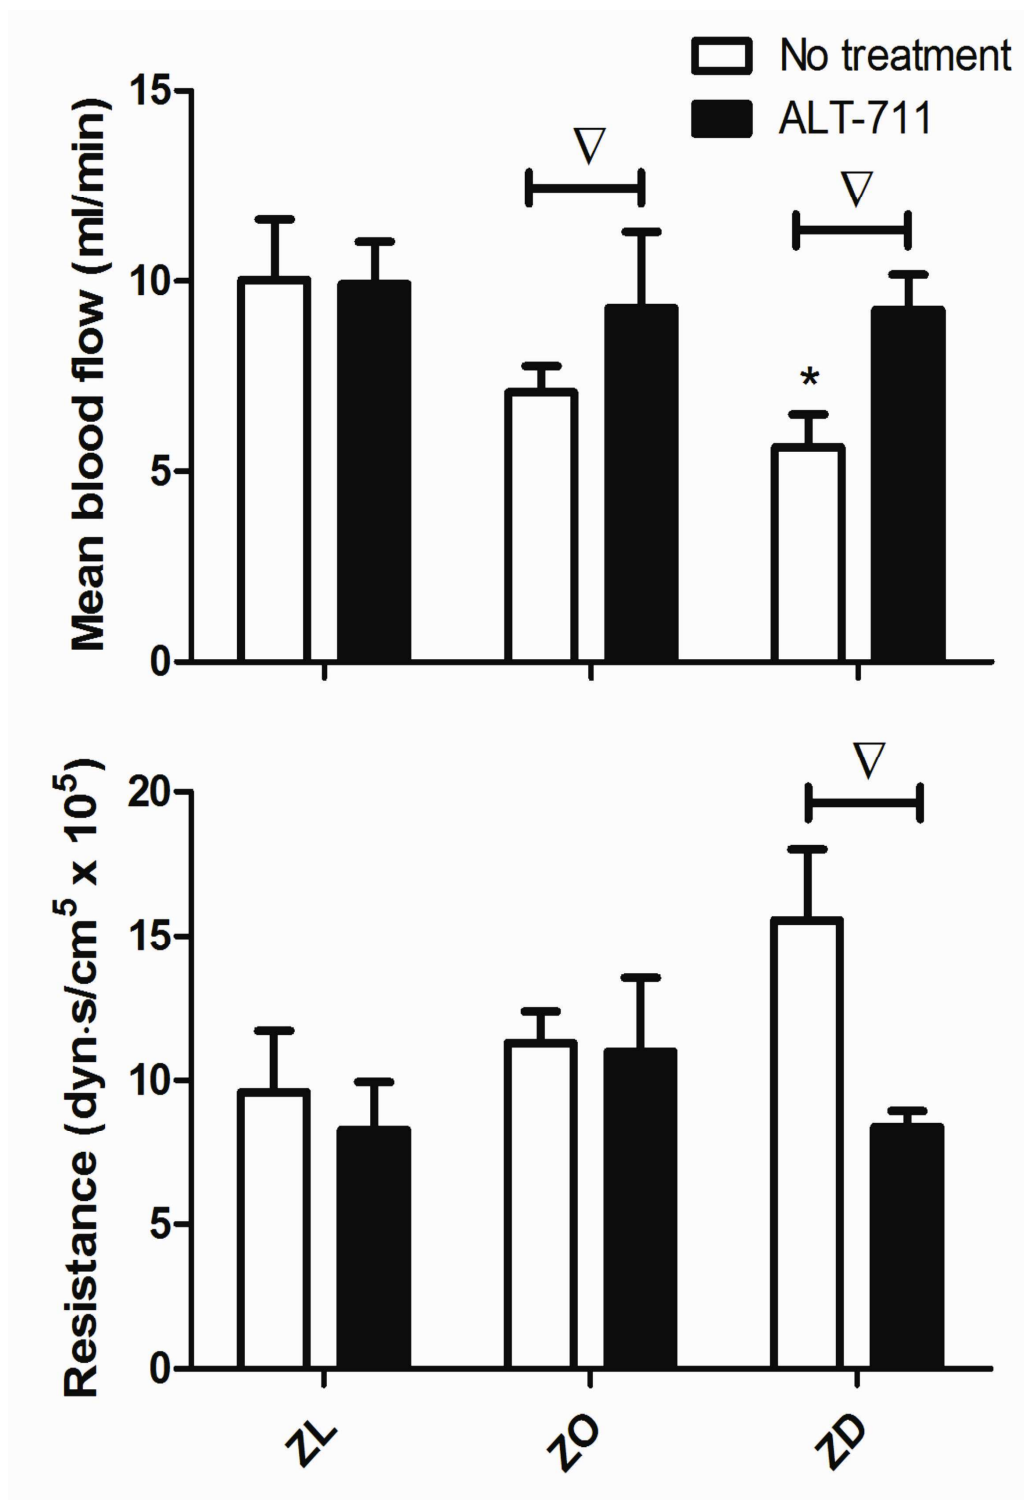 No treatment
ALT-711
Mean blood flow (ml/min)
15
10
5
0
∇
∇
*
Resistance (dyn·s/cm⁵ x 10⁵)
20
15
10
5
0
∇
ZL
ZO
ZD